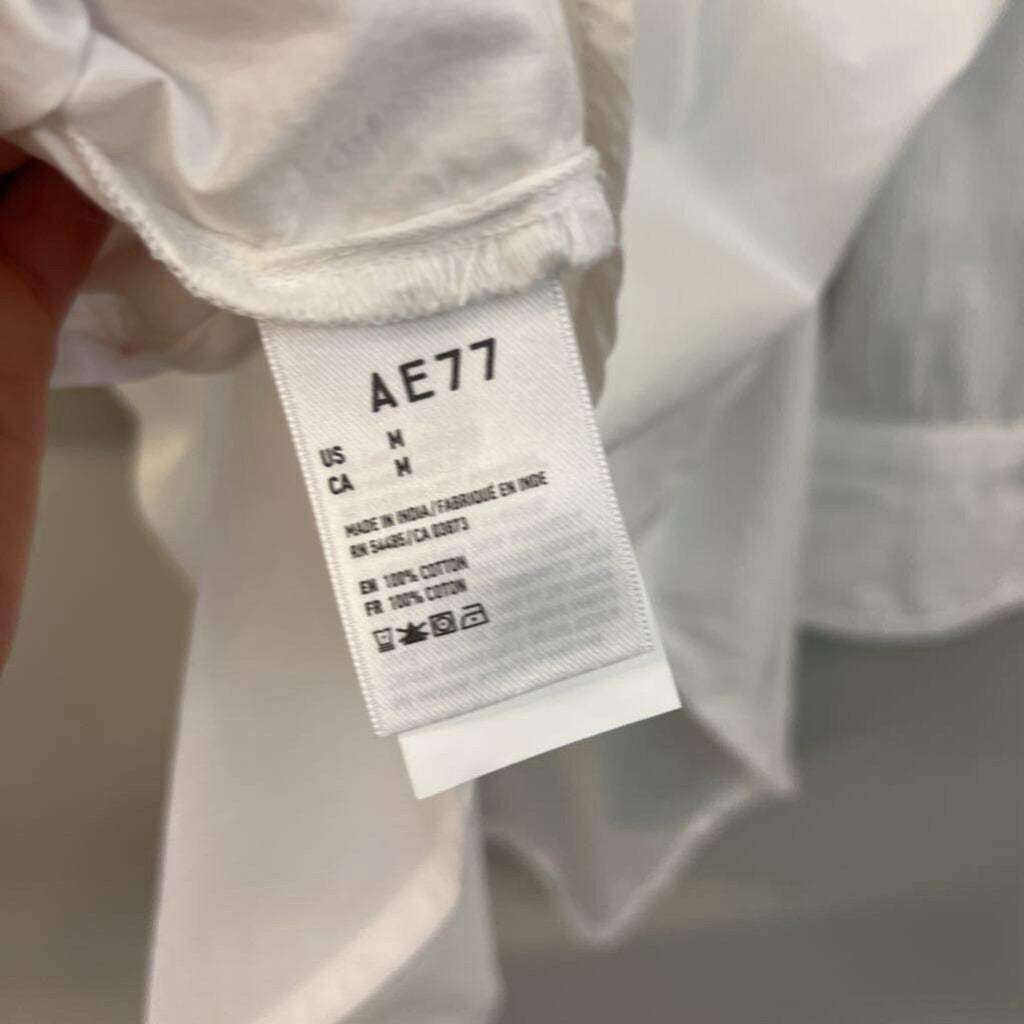 AE77
US M
CA M
MADE IN INDIA/FABRIQUÉ EN INDE
RN 54485/CA 03873
EN 100% COTTON
FR 100% COTON